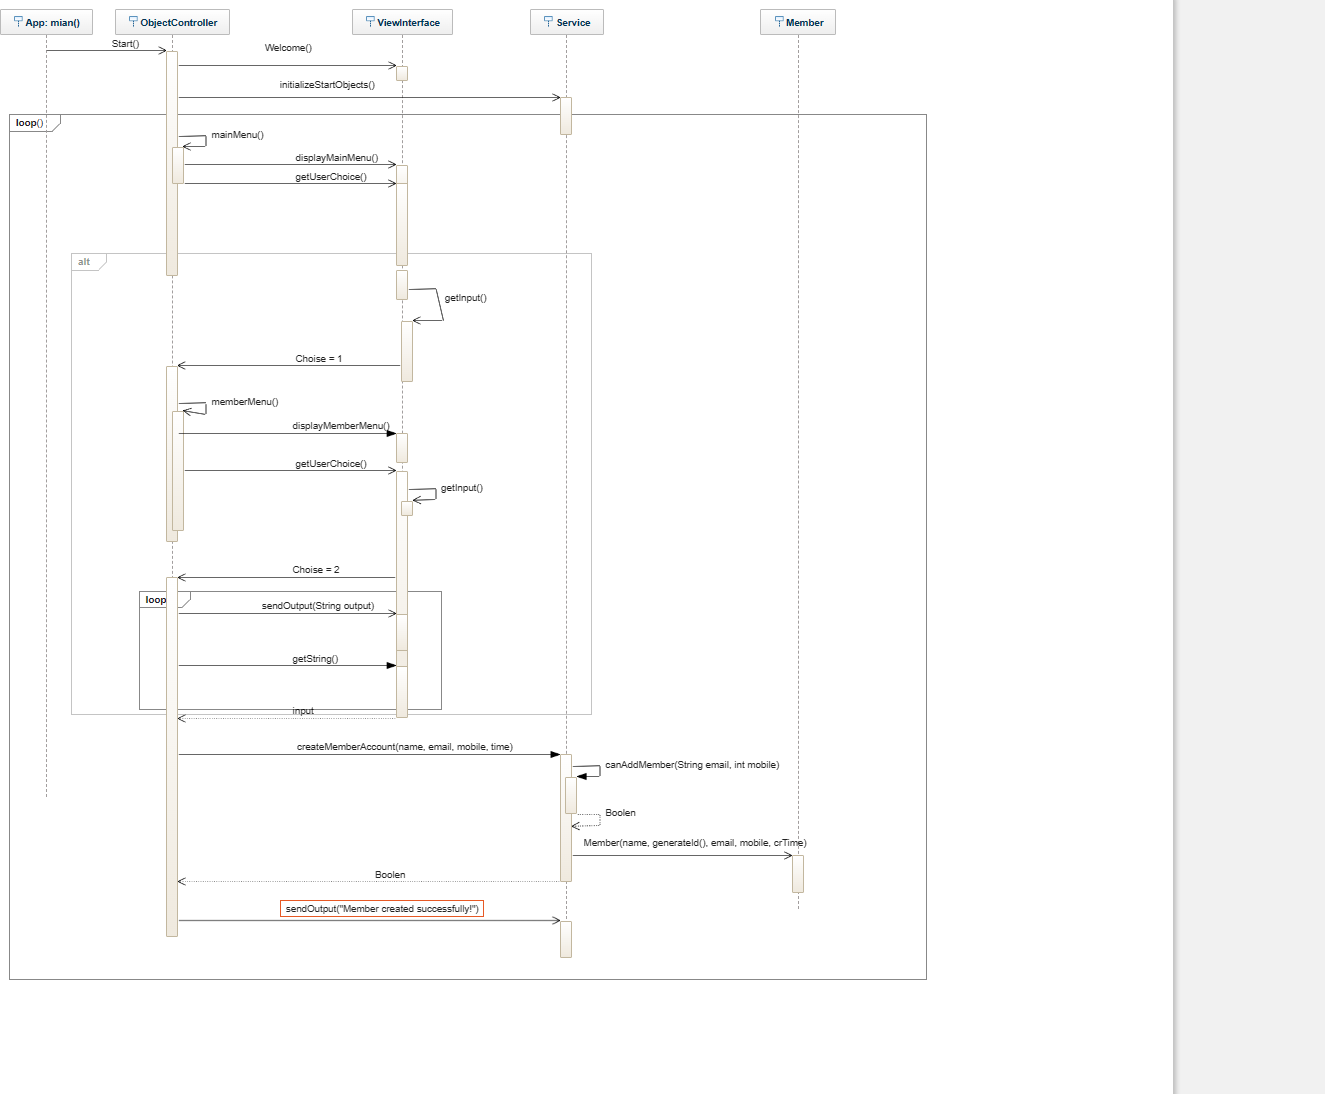 App: mian()
ObjectController
ViewInterface
Service
Member
Start()
Welcome()
initializeStartObjects()
loop()
mainMenu()
displayMainMenu()
getUserChoice()
alt
getInput()
Choise = 1
memberMenu()
displayMemberMenu()
getUserChoice()
getInput()
Choise = 2
loop
sendOutput(String output)
getString()
input
createMemberAccount(name, email, mobile, time)
canAddMember(String email, int mobile)
Boolen
Member(name, generateId(), email, mobile, crTime)
Boolen
sendOutput("Member created successfully!")